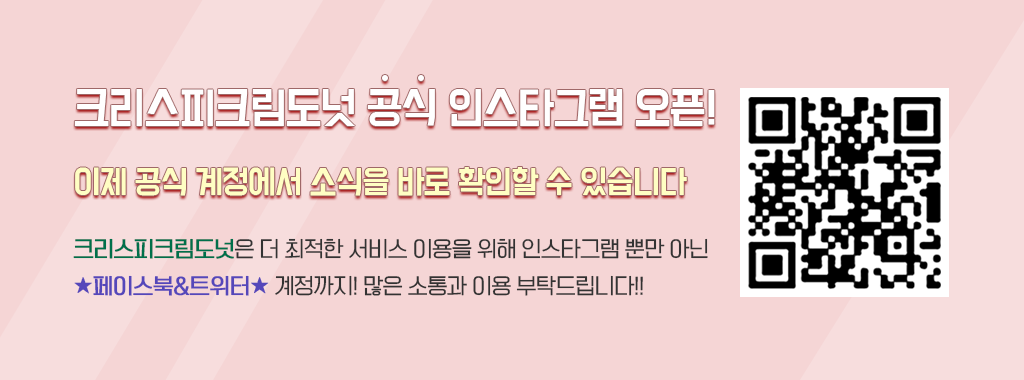 크리스피크림도넛 공식 인스타그램 오픈!
이제 공식 계정에서 소식을 바로 확인할 수 있습니다
크리스피크림도넛은 더 최적한 서비스 이용을 위해 인스타그램 뿐만 아닌
★페이스북&트위터★ 계정까지! 많은 소통과 이용 부탁드립니다!!